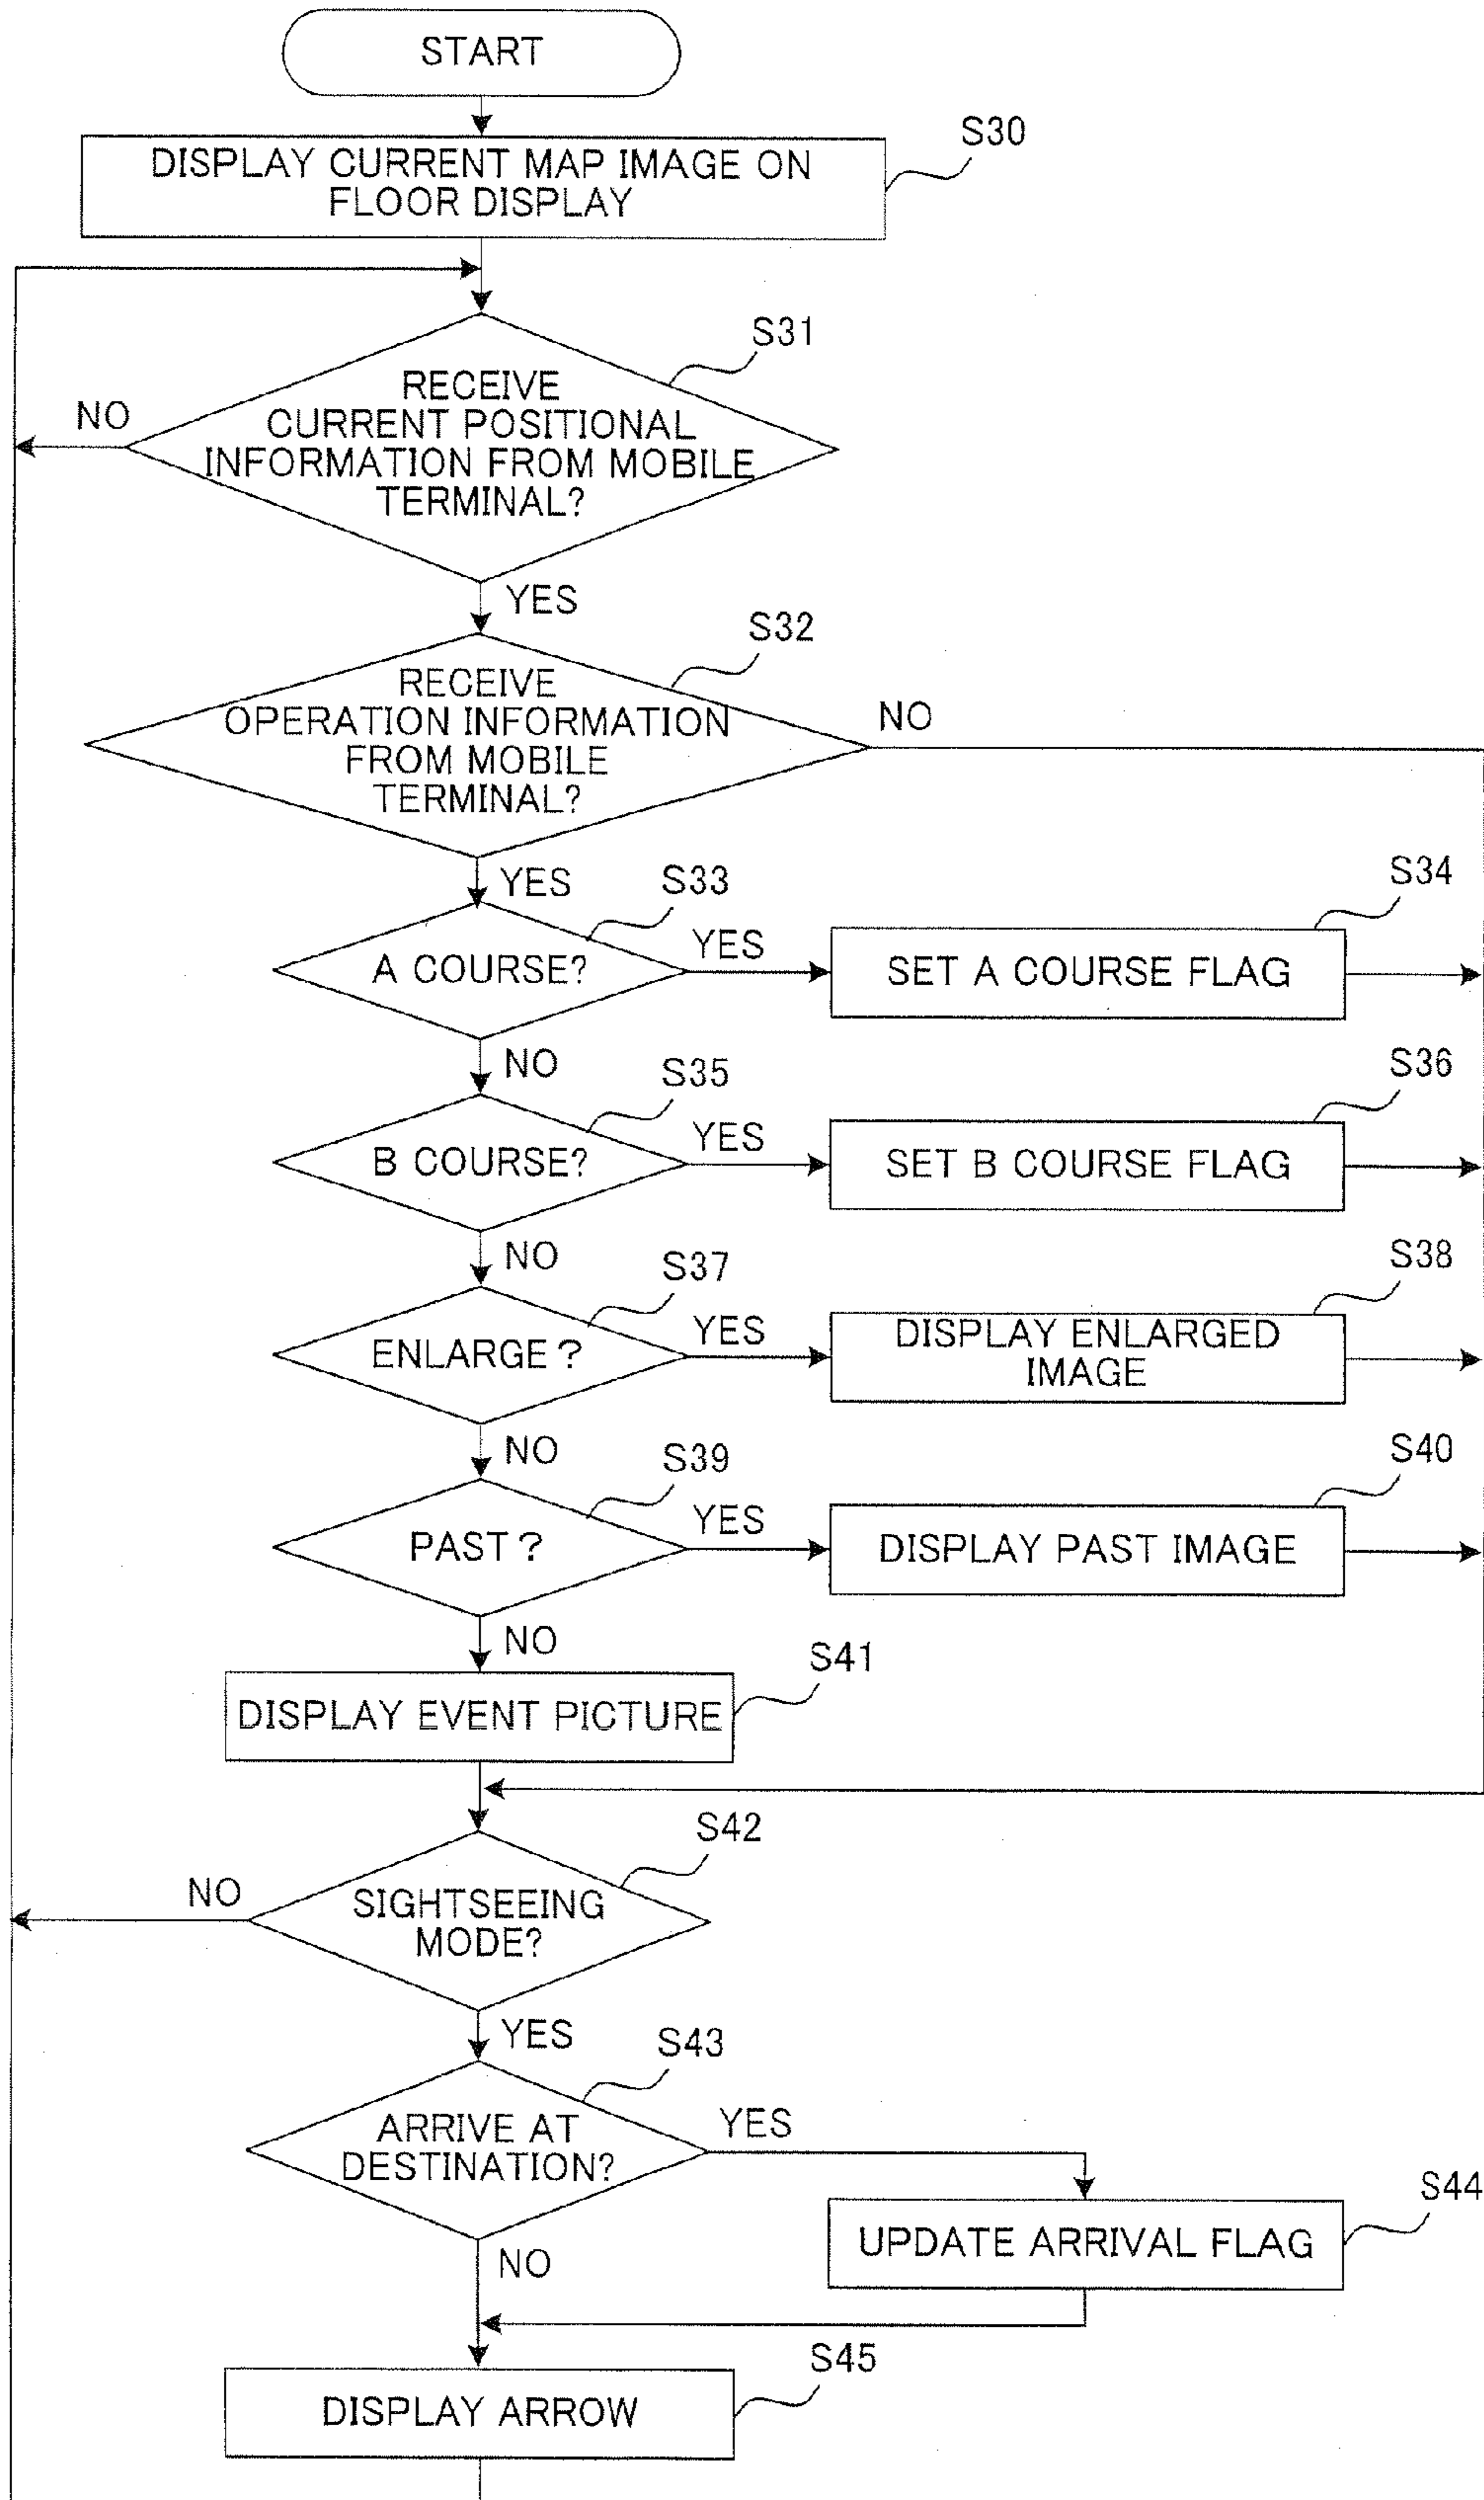 START
S30
DISPLAY CURRENT MAP IMAGE ON
FLOOR DISPLAY
S31
RECEIVE
CURRENT POSITIONAL
INFORMATION FROM MOBILE
TERMINAL?
NO
YES
S32
RECEIVE
OPERATION INFORMATION
FROM MOBILE
TERMINAL?
NO
YES
S33
A COURSE?
YES
S34
SET A COURSE FLAG
NO
S35
B COURSE?
YES
S36
SET B COURSE FLAG
NO
S37
ENLARGE?
YES
S38
DISPLAY ENLARGED
IMAGE
NO
S39
PAST?
YES
S40
DISPLAY PAST IMAGE
NO
S41
DISPLAY EVENT PICTURE
S42
SIGHTSEEING
MODE?
NO
YES
S43
ARRIVE AT
DESTINATION?
YES
S44
UPDATE ARRIVAL FLAG
NO
S45
DISPLAY ARROW